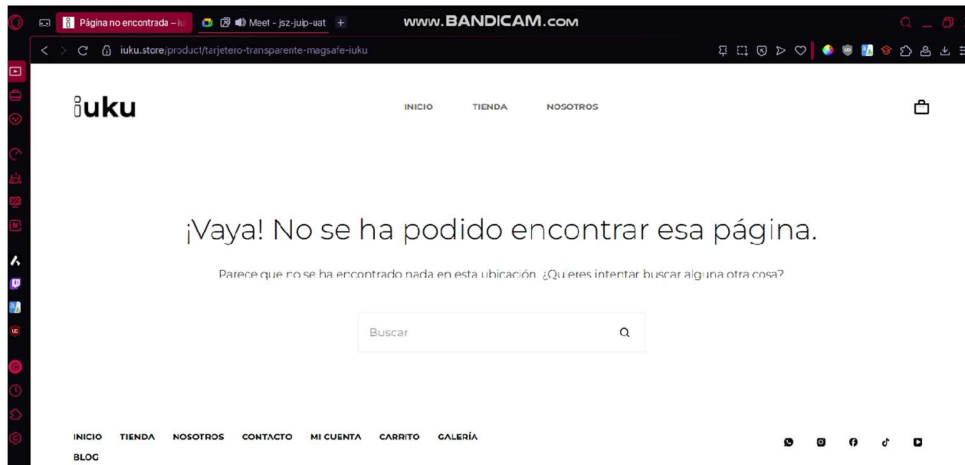 Página no encontrada – iu
Meet - jsz-juip-uat
www.BANDICAM.com
iuku.store/product/tarjetero-transparente-magsafe-iuku
iuku
INICIO TIENDA NOSOTROS
¡Vaya! No se ha podido encontrar esa página.
Parece que no se ha encontrado nada en esta ubicación. ¿Quieres intentar buscar alguna otra cosa?
Buscar
INICIO TIENDA NOSOTROS CONTACTO MI CUENTA CARRITO GALERÍA
BLOG